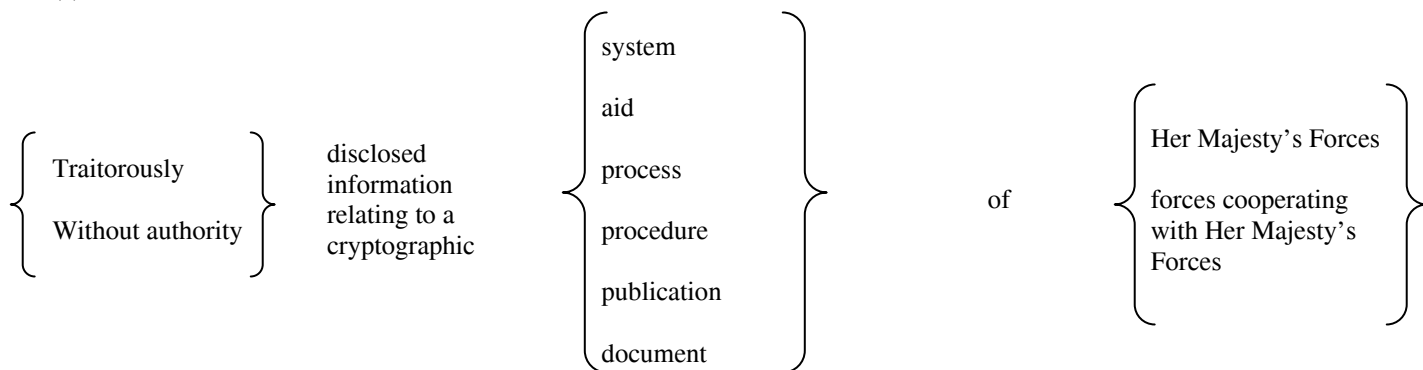 Traitorously
Without authority
disclosed
information
relating to a
cryptographic
system
aid
process
procedure
publication
document
of
Her Majesty’s Forces
forces cooperating
with Her Majesty’s
Forces